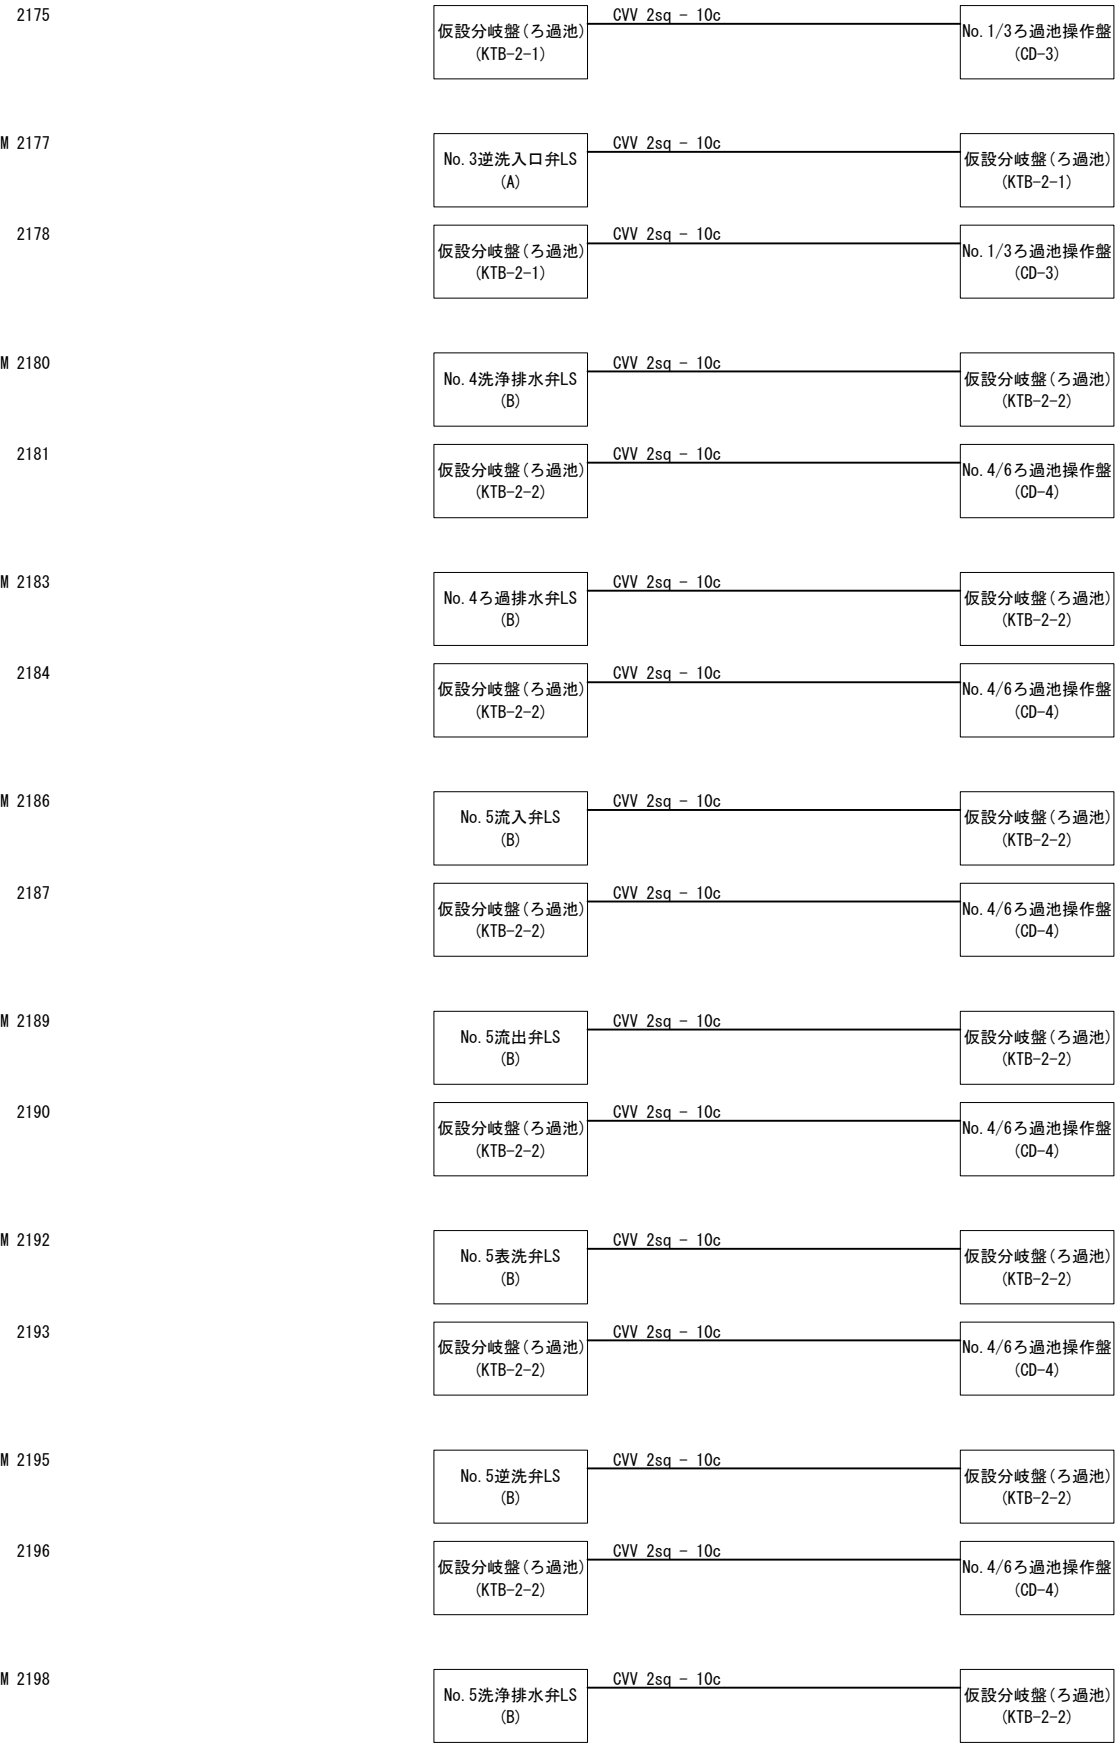 2175
CVV 2sq - 10c
仮設分岐盤(ろ過池)
(KTB-2-1)
No.1/3ろ過池操作盤
(CD-3)
M 2177
CVV 2sq - 10c
No.3逆洗入口弁LS
(A)
仮設分岐盤(ろ過池)
(KTB-2-1)
2178
CVV 2sq - 10c
仮設分岐盤(ろ過池)
(KTB-2-1)
No.1/3ろ過池操作盤
(CD-3)
M 2180
CVV 2sq - 10c
No.4洗浄排水弁LS
(B)
仮設分岐盤(ろ過池)
(KTB-2-2)
2181
CVV 2sq - 10c
仮設分岐盤(ろ過池)
(KTB-2-2)
No.4/6ろ過池操作盤
(CD-4)
M 2183
CVV 2sq - 10c
No.4ろ過排水弁LS
(B)
仮設分岐盤(ろ過池)
(KTB-2-2)
2184
CVV 2sq - 10c
仮設分岐盤(ろ過池)
(KTB-2-2)
No.4/6ろ過池操作盤
(CD-4)
M 2186
CVV 2sq - 10c
No.5流入弁LS
(B)
仮設分岐盤(ろ過池)
(KTB-2-2)
2187
CVV 2sq - 10c
仮設分岐盤(ろ過池)
(KTB-2-2)
No.4/6ろ過池操作盤
(CD-4)
M 2189
CVV 2sq - 10c
No.5流出弁LS
(B)
仮設分岐盤(ろ過池)
(KTB-2-2)
2190
CVV 2sq - 10c
仮設分岐盤(ろ過池)
(KTB-2-2)
No.4/6ろ過池操作盤
(CD-4)
M 2192
CVV 2sq - 10c
No.5表洗弁LS
(B)
仮設分岐盤(ろ過池)
(KTB-2-2)
2193
CVV 2sq - 10c
仮設分岐盤(ろ過池)
(KTB-2-2)
No.4/6ろ過池操作盤
(CD-4)
M 2195
CVV 2sq - 10c
No.5逆洗弁LS
(B)
仮設分岐盤(ろ過池)
(KTB-2-2)
2196
CVV 2sq - 10c
仮設分岐盤(ろ過池)
(KTB-2-2)
No.4/6ろ過池操作盤
(CD-4)
M 2198
CVV 2sq - 10c
No.5洗浄排水弁LS
(B)
仮設分岐盤(ろ過池)
(KTB-2-2)